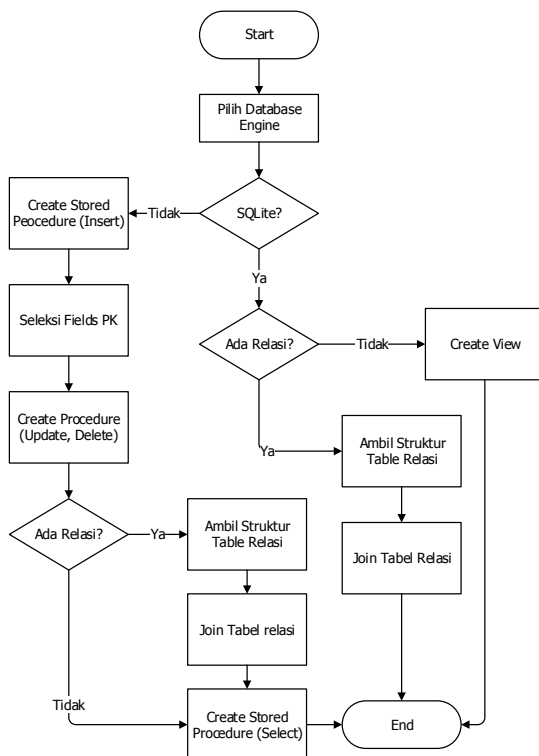 Start
Pilih Database
Engine
SQLite?
Tidak
Create Stored
Peocedure (Insert)
Ya
Seleksi Fields PK
Ada Relasi?
Tidak
Create View
Create Procedure
(Update, Delete)
Ya
Ambil Struktur
Table Relasi
Ada Relasi?
Ya
Ambil Struktur
Table Relasi
Join Tabel Relasi
Join Tabel relasi
Tidak
Create Stored
Procedure (Select)
End